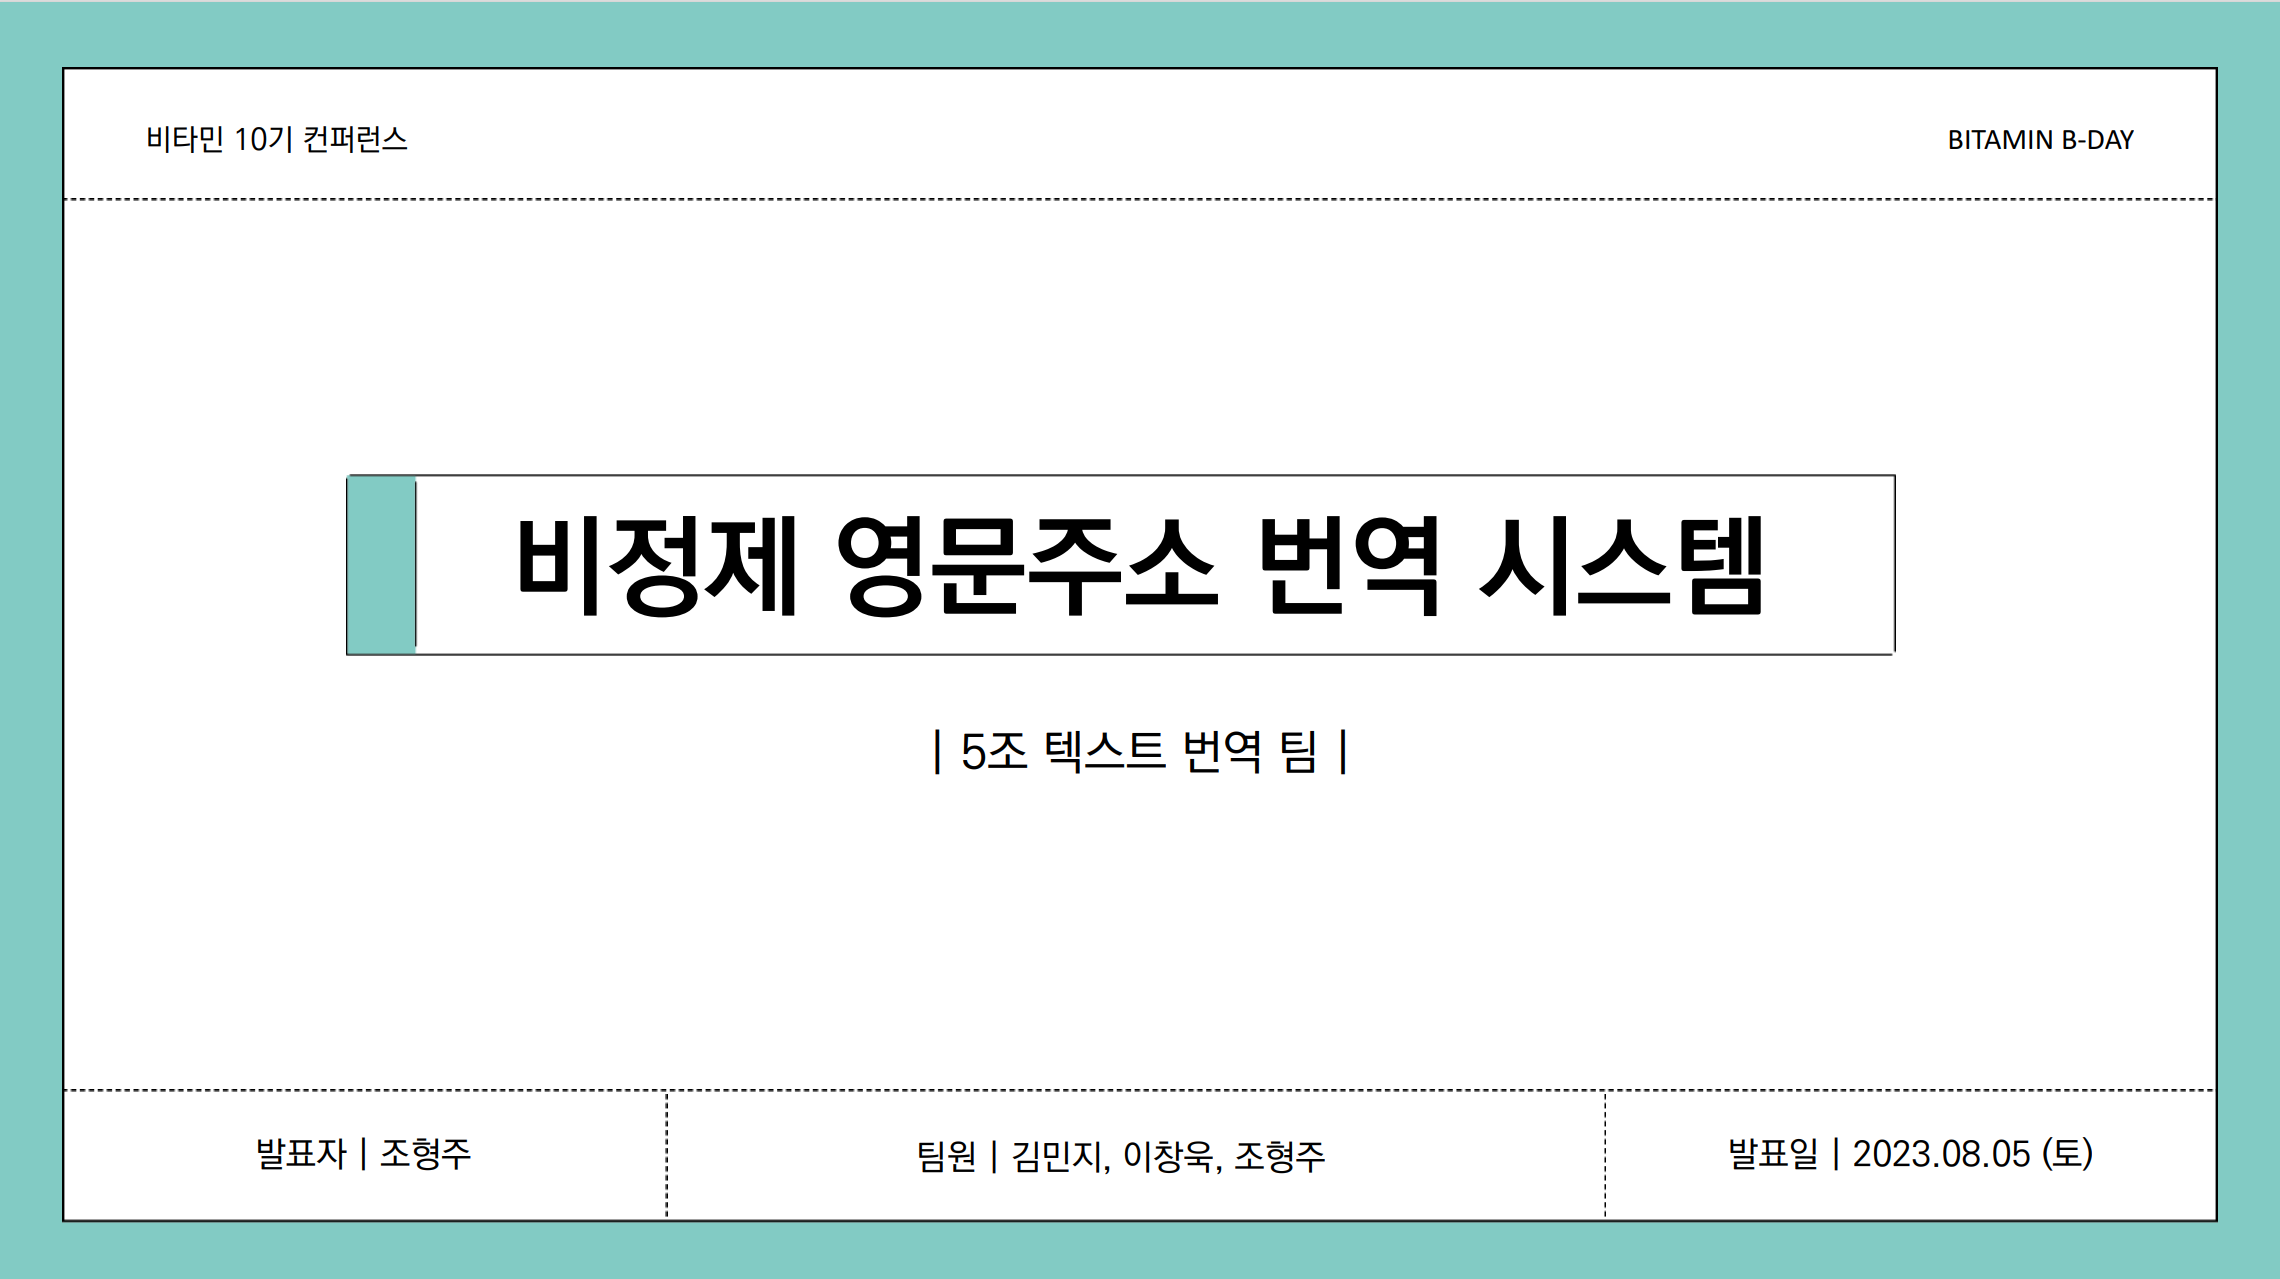 비타민 10기 컨퍼런스
BITAMIN B-DAY
비정제 영문주소 번역 시스템
| 5조 텍스트 번역 팀 |
발표자 | 조형주
팀원 | 김민지, 이창욱, 조형주
발표일 | 2023.08.05 (토)